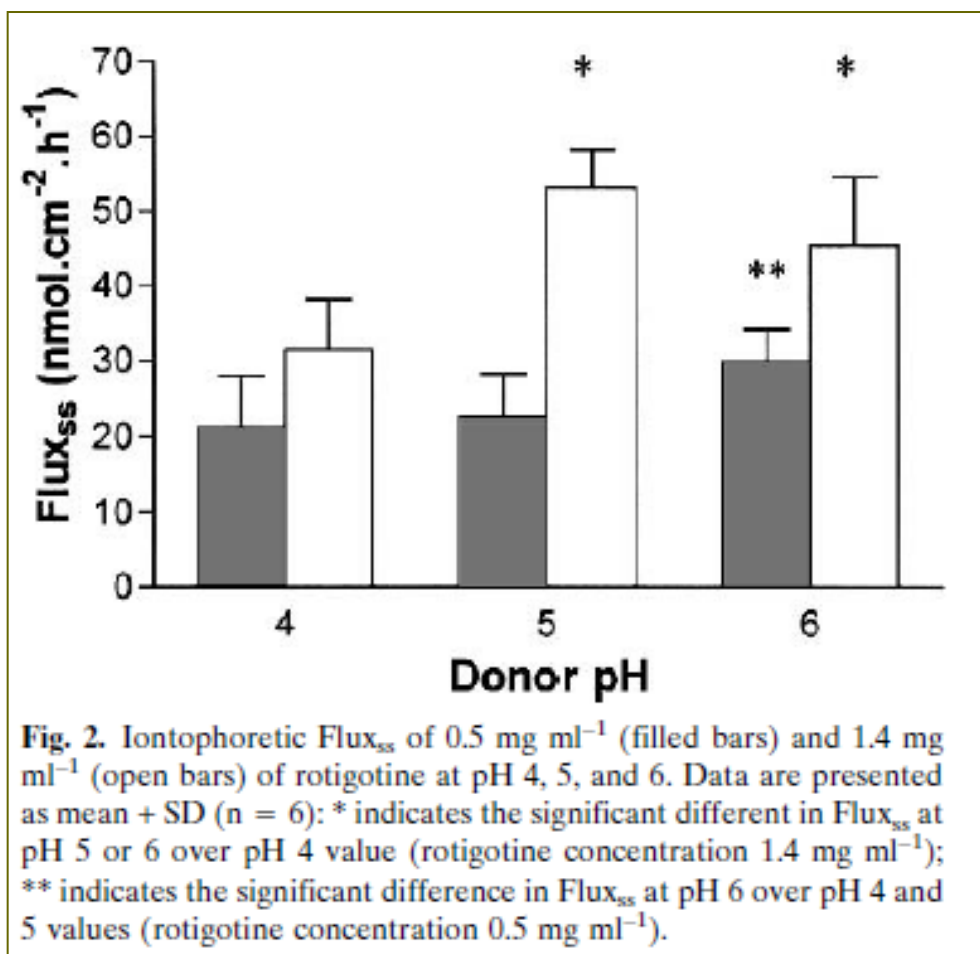 70
60
50
40
30
20
10
0
Flux_ss (nmol.cm⁻².h⁻¹)
*
*
**
4 5 6
Donor pH
Fig. 2. Iontophoretic Flux_ss of 0.5 mg ml⁻¹ (filled bars) and 1.4 mg
ml⁻¹ (open bars) of rotigotine at pH 4, 5, and 6. Data are presented
as mean + SD (n = 6): * indicates the significant different in Flux_ss at
pH 5 or 6 over pH 4 value (rotigotine concentration 1.4 mg ml⁻¹);
** indicates the significant difference in Flux_ss at pH 6 over pH 4 and
5 values (rotigotine concentration 0.5 mg ml⁻¹).